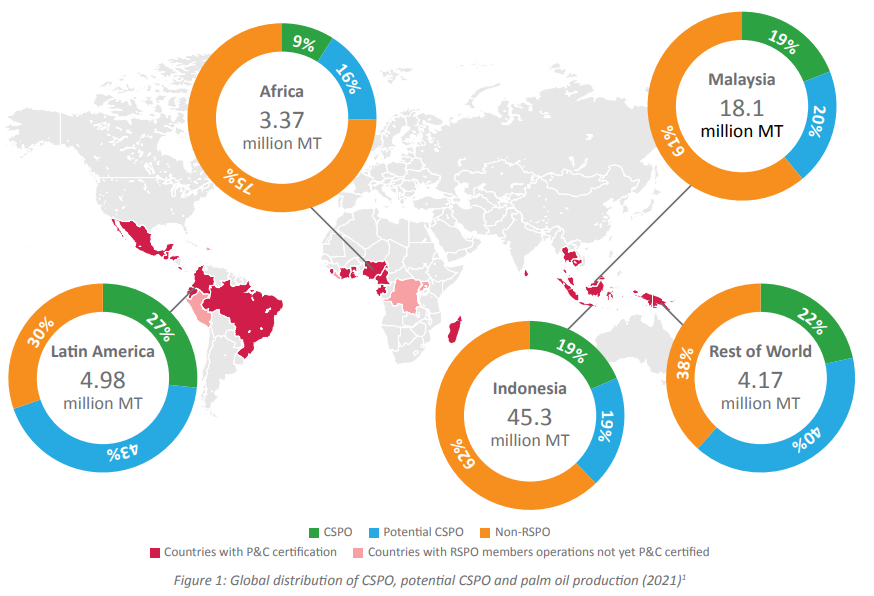 9%
16%
75%
Africa
3.37
million MT
19%
20%
61%
Malaysia
18.1
million MT
27%
43%
30%
Latin America
4.98
million MT
19%
19%
62%
Indonesia
45.3
million MT
22%
40%
38%
Rest of World
4.17
million MT
CSPO Potential CSPO Non-RSPO
Countries with P&C certification Countries with RSPO members operations not yet P&C certified
Figure 1: Global distribution of CSPO, potential CSPO and palm oil production (2021)¹